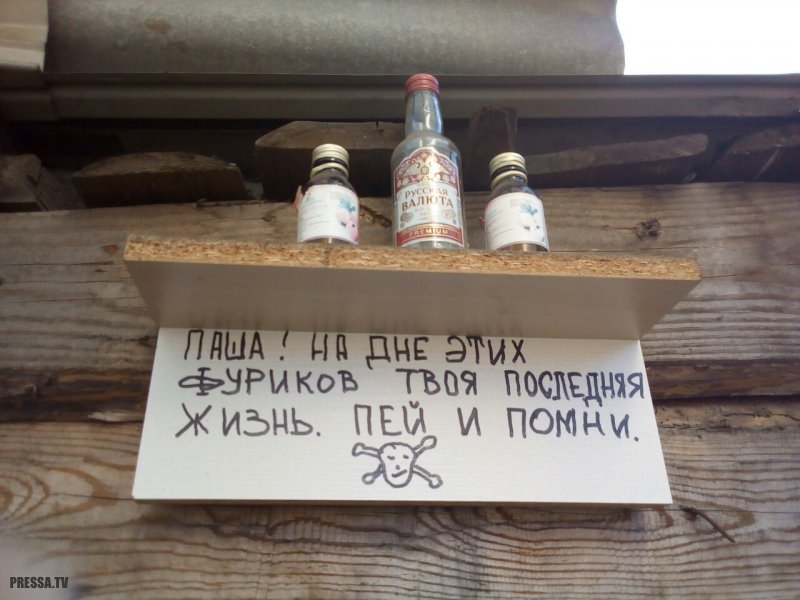 РУССКАЯ
ВАЛЮТА
PREMIUM
ПАША! НА ДНЕ ЭТИХ
ФУРИКОВ ТВОЯ ПОСЛЕДНЯЯ
ЖИЗНЬ. ПЕЙ И ПОМНИ.
PRESSA.TV